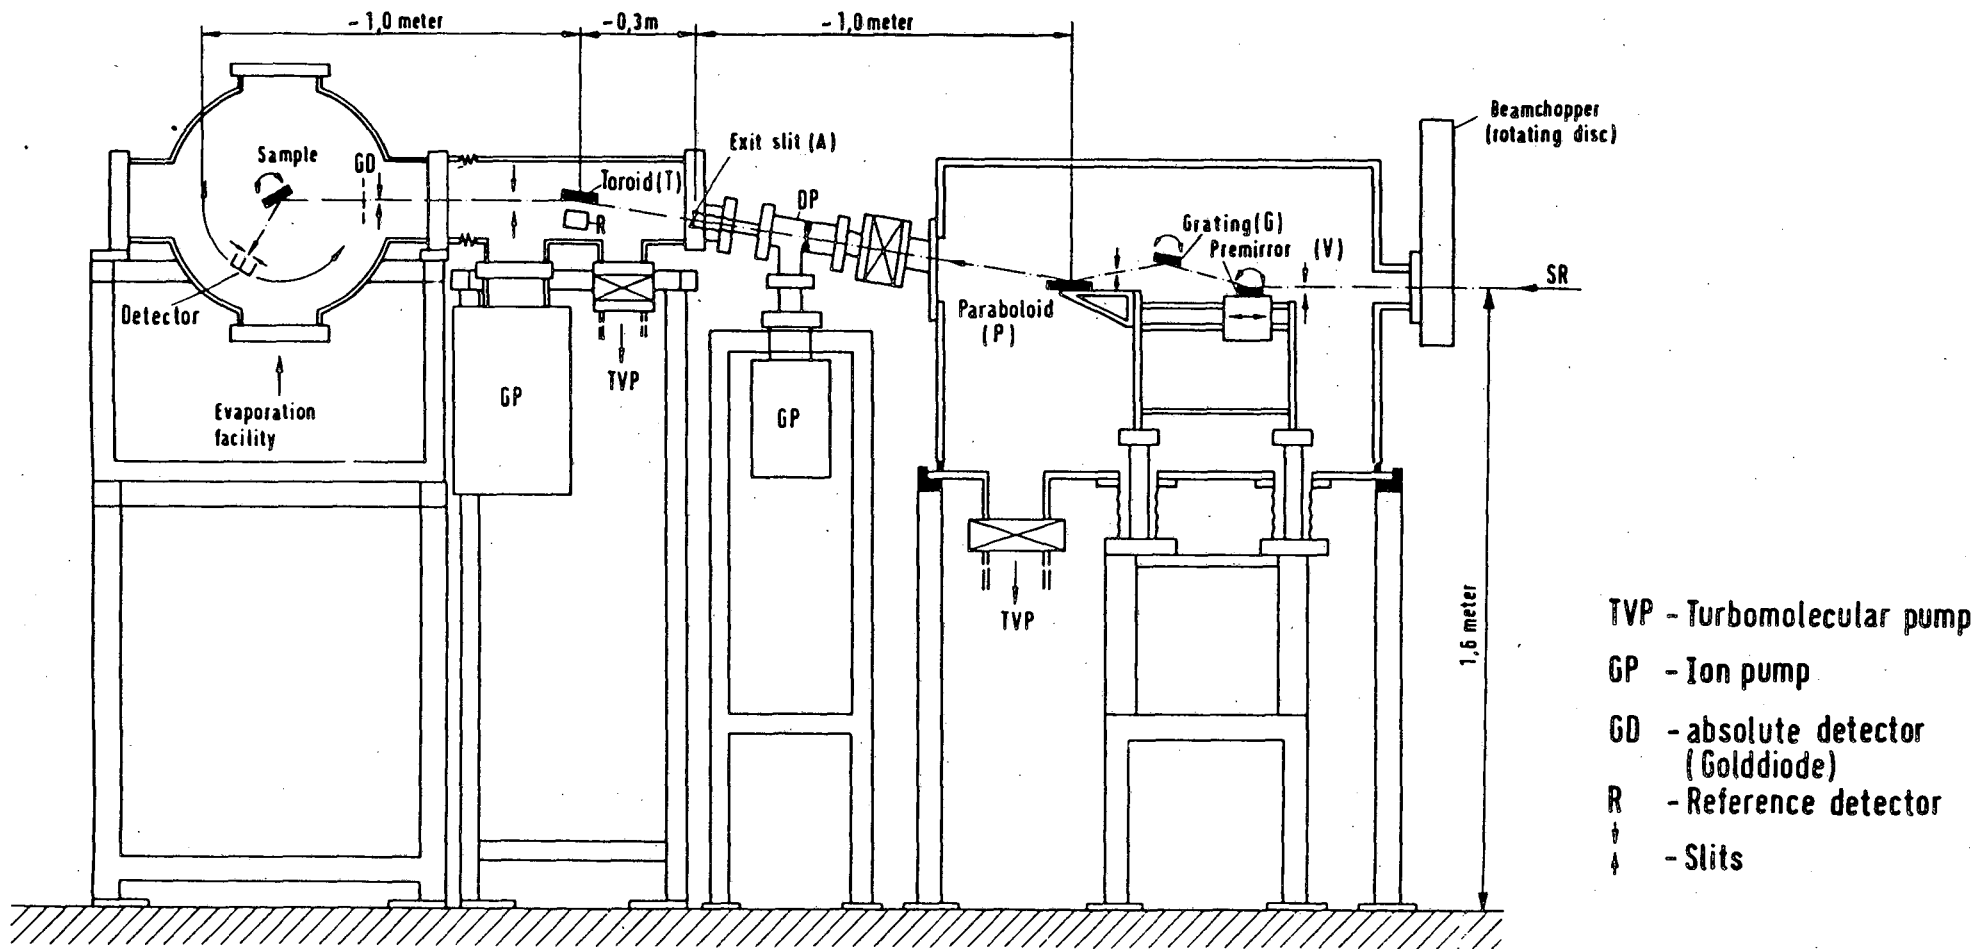 ~1,0 meter
~0,3m
~1,0 meter
Beamchopper
(rotating disc)
Exit slit (A)
Sample
GD
Toroid (T)
DP
R
Grating (G)
Premirror
(V)
SR
Paraboloid
(P)
Detector
TVP
GP
GP
Evaporation
facility
TVP
1,6 meter
TVP - Turbomolecular pump
GP - Ion pump
GD - absolute detector
(Golddiode)
R - Reference detector
- Slits